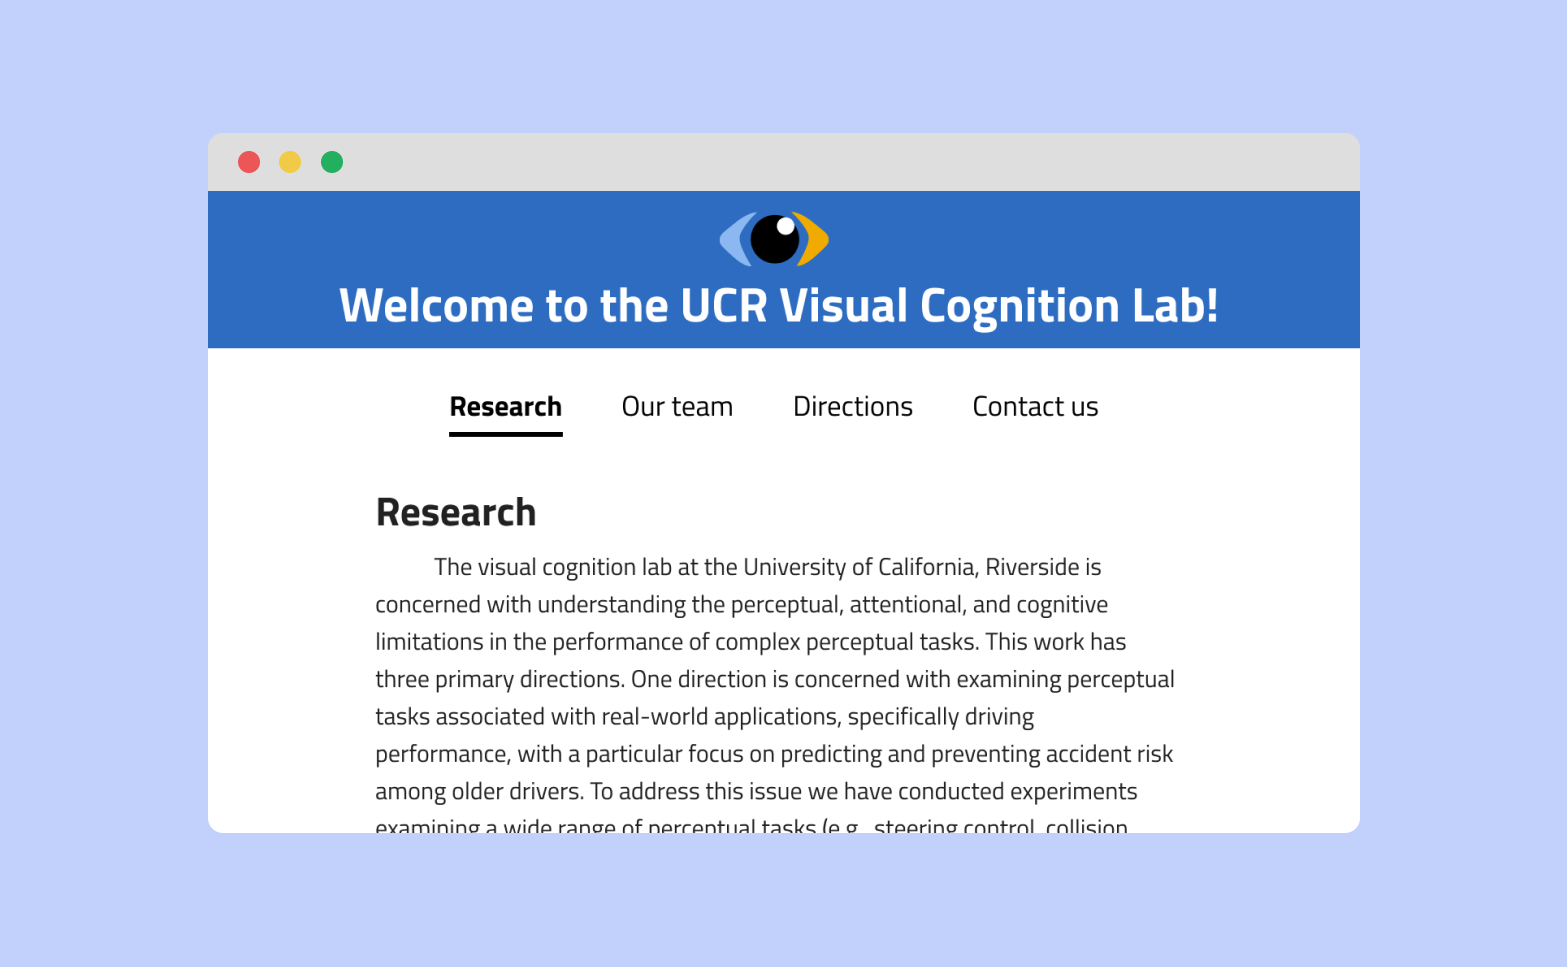 Welcome to the UCR Visual Cognition Lab!
Research Our team Directions Contact us
Research
The visual cognition lab at the University of California, Riverside is
concerned with understanding the perceptual, attentional, and cognitive
limitations in the performance of complex perceptual tasks. This work has
three primary directions. One direction is concerned with examining perceptual
tasks associated with real-world applications, specifically driving
performance, with a particular focus on predicting and preventing accident risk
among older drivers. To address this issue we have conducted experiments
examining a wide range of perceptual tasks (e.g., steering control, collision